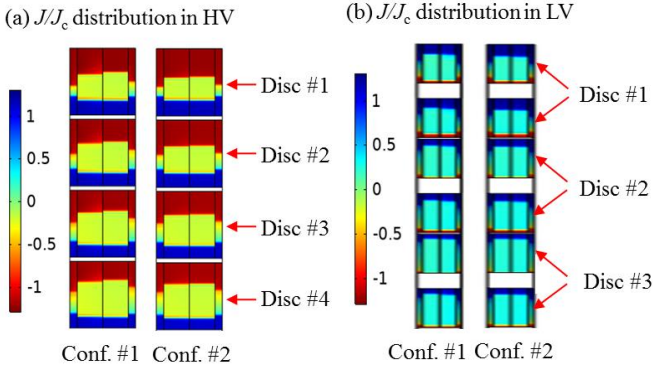 (a) J/Jc distribution in HV
1
0.5
0
-0.5
-1
Disc #1
Disc #2
Disc #3
Disc #4
Conf. #1 Conf. #2
(b) J/Jc distribution in LV
1
0.5
0
-0.5
-1
Disc #1
Disc #2
Disc #3
Conf. #1 Conf. #2